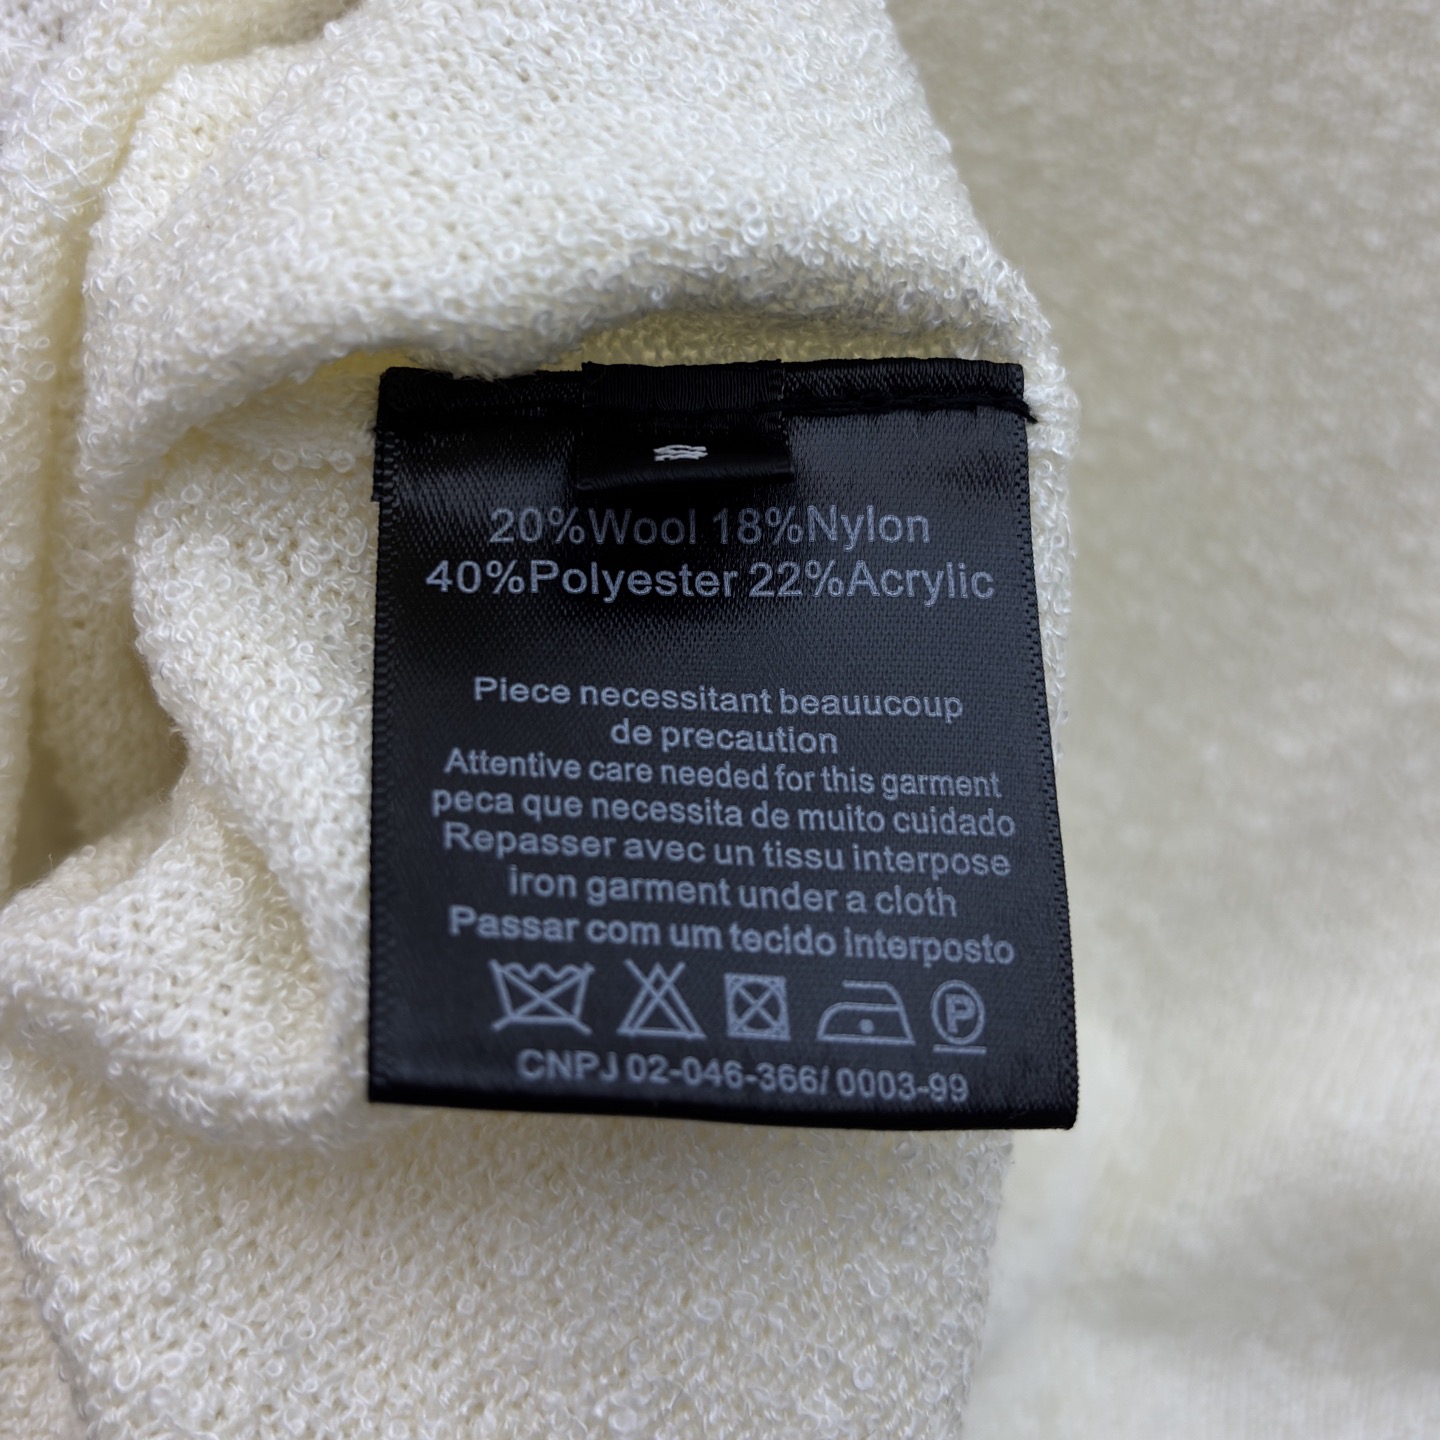 20%Wool 18%Nylon
40%Polyester 22%Acrylic
Piece necessitant beauucoup
de precaution
Attentive care needed for this garment
peca que necessita de muito cuidado
Repasser avec un tissu interpose
iron garment under a cloth
Passar com um tecido interposto
P
CNPJ 02-046-366/ 0003-99